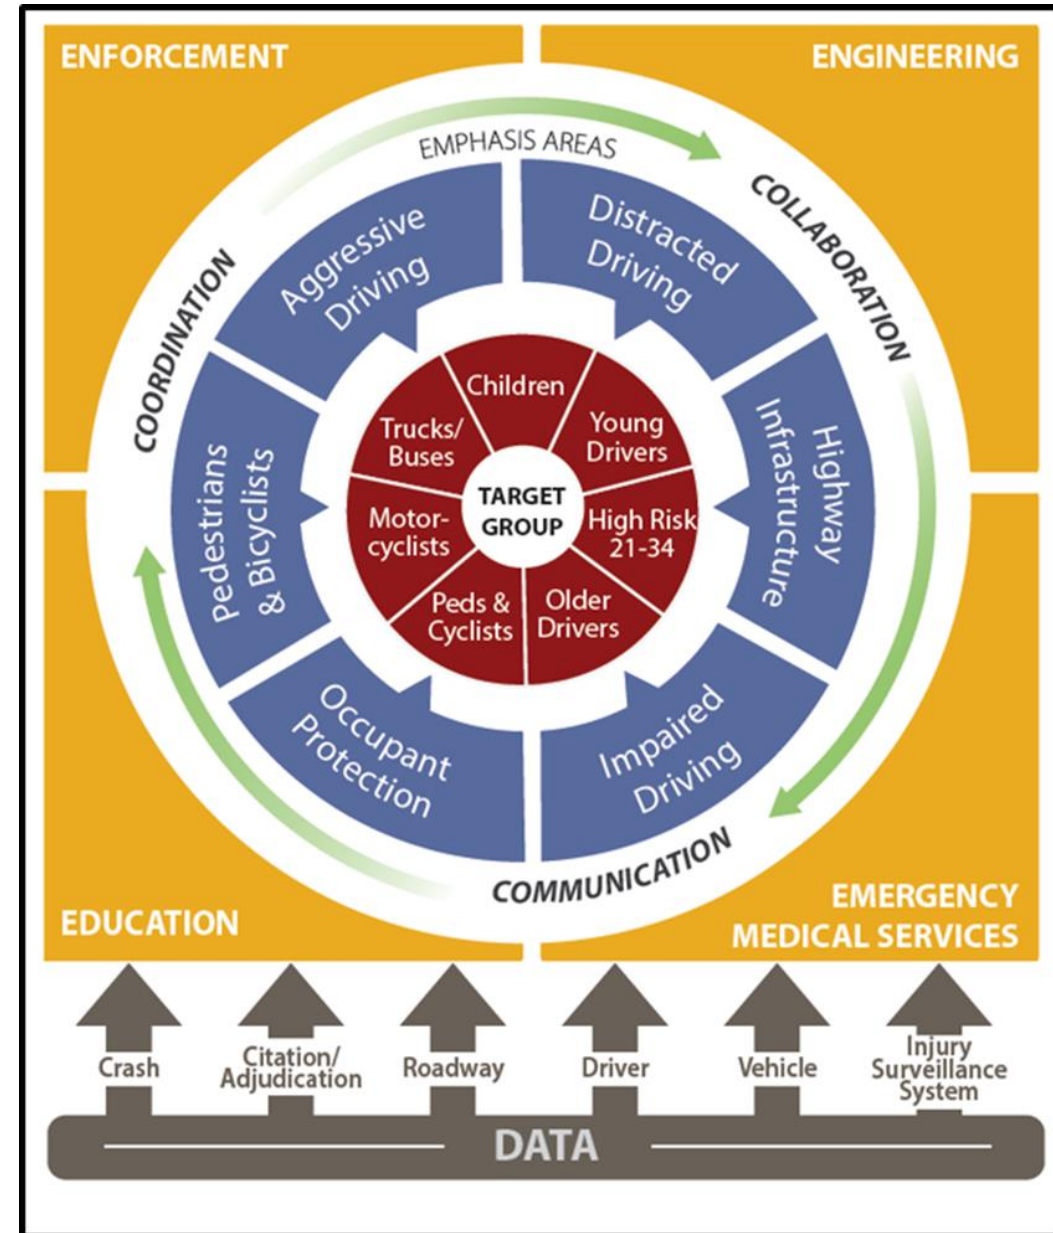 ENFORCEMENT
ENGINEERING
EMPHASIS AREAS
COORDINATION
COLLABORATION
COMMUNICATION
Aggressive
Driving
Distracted
Driving
Highway
Infrastructure
Impaired
Driving
Occupant
Protection
Pedestrians
& Bicyclists
Children
Young
Drivers
High Risk
21-34
Older
Drivers
Peds &
Cyclists
Motor-
cyclists
Trucks/
Buses
TARGET
GROUP
EDUCATION
EMERGENCY
MEDICAL SERVICES
Crash
Citation/
Adjudication
Roadway
Driver
Vehicle
Injury
Surveillance
System
DATA